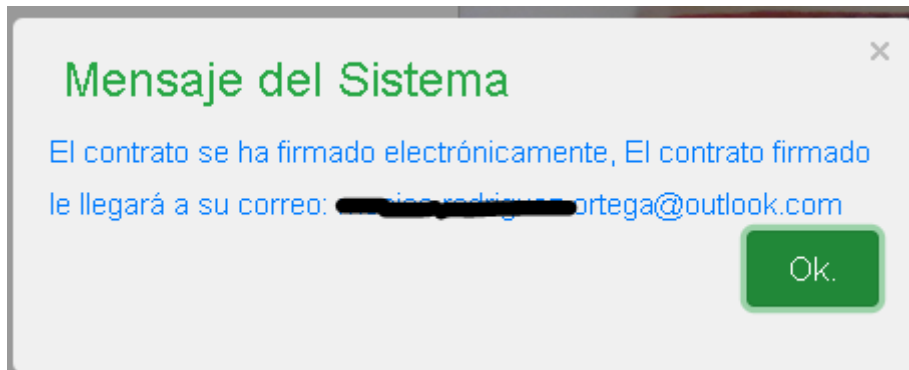 Mensaje del Sistema
El contrato se ha firmado electrónicamente, El contrato firmado
le llegará a su correo: ortega@outlook.com
Ok.